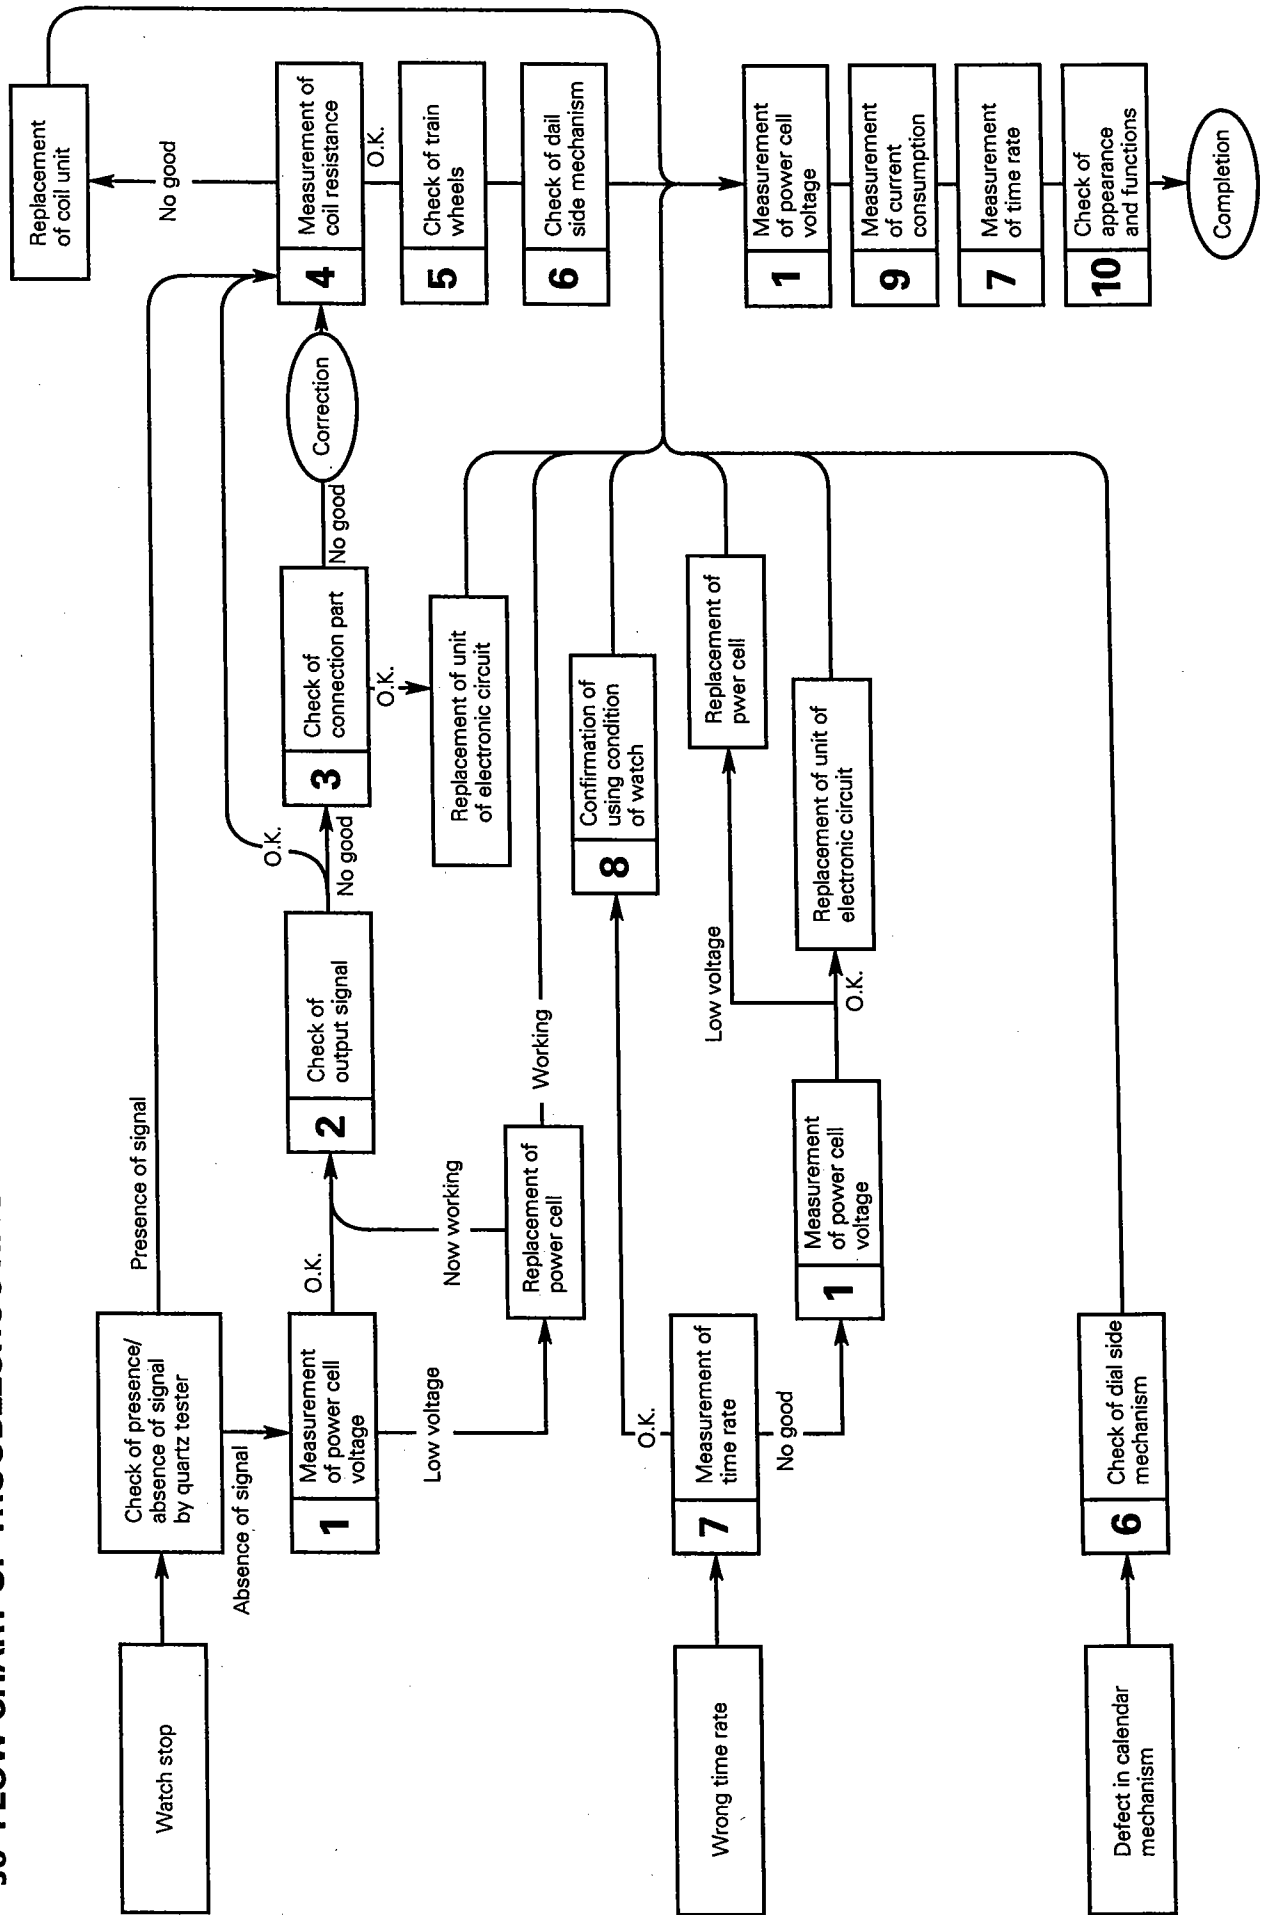 FLOW CHART OF TROUBLESHOOTING
Watch stop
Check of presence/
absence of signal
by quartz tester
Presence of signal
Absence of signal
1
Measurement
of power cell
voltage
O.K.
Low voltage
Replacement of
power cell
Now working
Working
2
Check of
output signal
O.K.
No good
3
Check of
connection part
No good
Correction
O.K.
Replacement of unit
of electronic circuit
4
Measurement of
coil resistance
No good
Replacement
of coil unit
O.K.
5
Check of train
wheels
6
Check of dail
side mechanism
Wrong time rate
7
Measurement of
time rate
O.K.
No good
8
Confirmation of
using condition
of watch
1
Measurement
of power cell
voltage
Low voltage
O.K.
Replacement of
pwer cell
Replacement of unit of
electronic circuit
Defect in calendar
mechanism
6
Check of dial side
mechanism
1
Measurement
of power cell
voltage
9
Measurement
of current
consumption
7
Measurement
of time rate
10
Check of
appearance
and functions
Completion